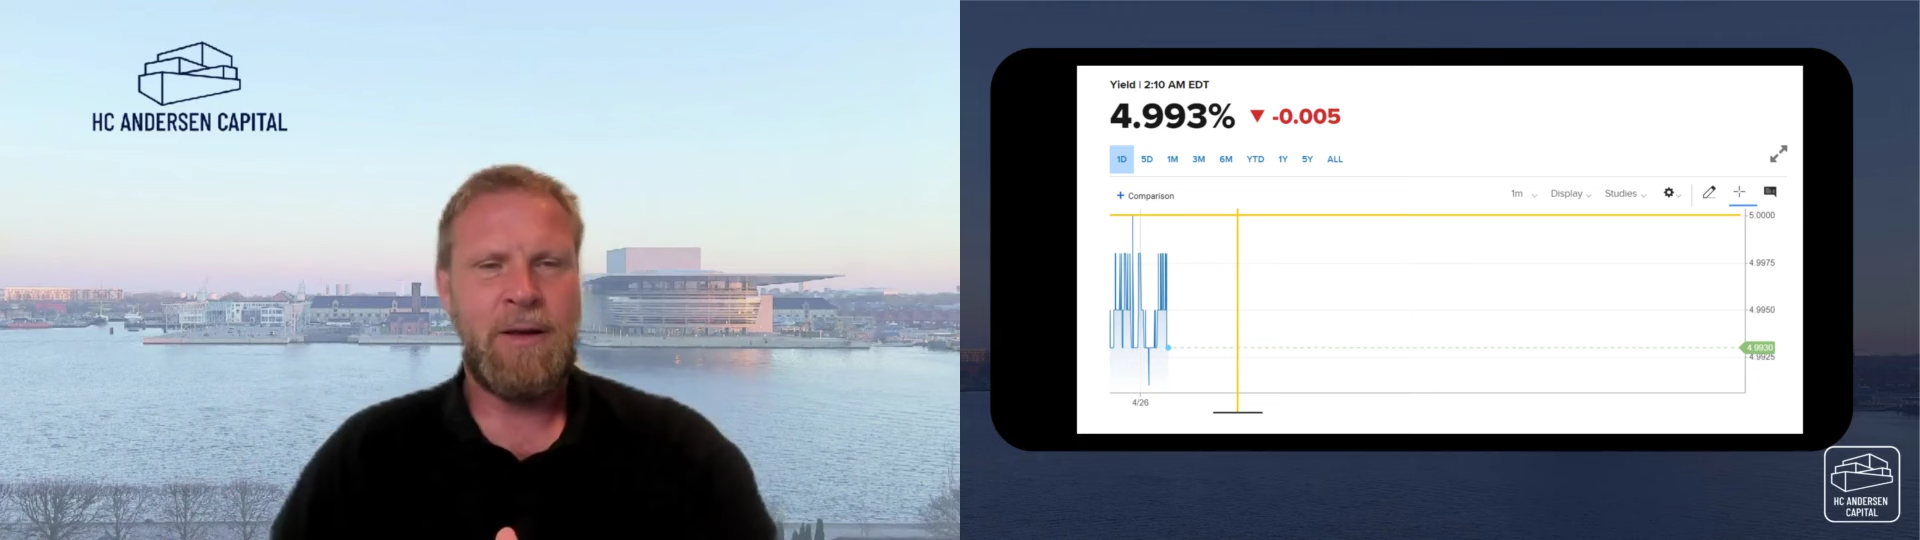 HC ANDERSEN CAPITAL
Yield | 2:10 AM EDT
4.993% ▼ -0.005
1D 5D 1M 3M 6M YTD 1Y 5Y ALL
+ Comparison
1m Display Studies
5.0000
4.9975
4.9950
4.9930
4.9925
4/26
HC ANDERSEN
CAPITAL